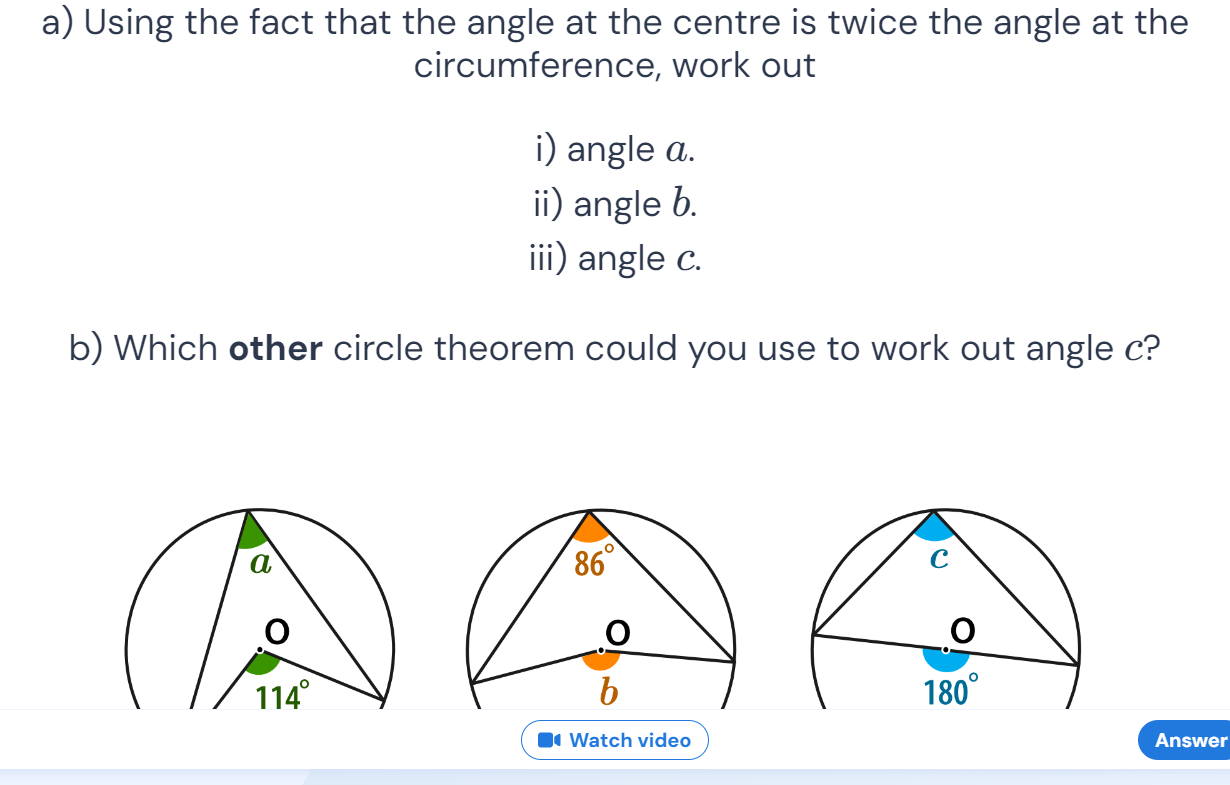 a) Using the fact that the angle at the centre is twice the angle at the
circumference, work out
i) angle a.
ii) angle b.
iii) angle c.
b) Which other circle theorem could you use to work out angle c?
a
O
114°
86°
O
b
c
O
180°
Watch video
Answer